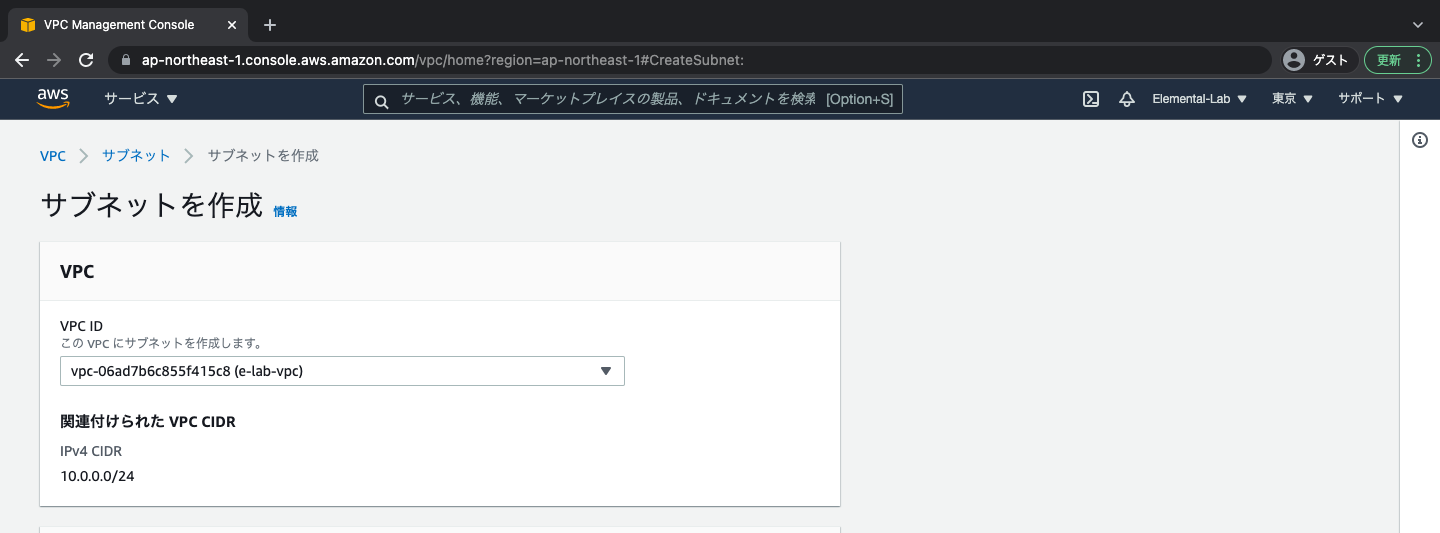 VPC Management Console
ap-northeast-1.console.aws.amazon.com/vpc/home?region=ap-northeast-1#CreateSubnet:
ゲスト
更新
aws
サービス
サービス、機能、マーケットプレイスの製品、ドキュメントを検索 [Option+S]
Elemental-Lab
東京
サポート
VPC
サブネット
サブネットを作成
サブネットを作成 情報
VPC
VPC ID
この VPC にサブネットを作成します。
vpc-06ad7b6c855f415c8 (e-lab-vpc)
関連付けられた VPC CIDR
IPv4 CIDR
10.0.0.0/24